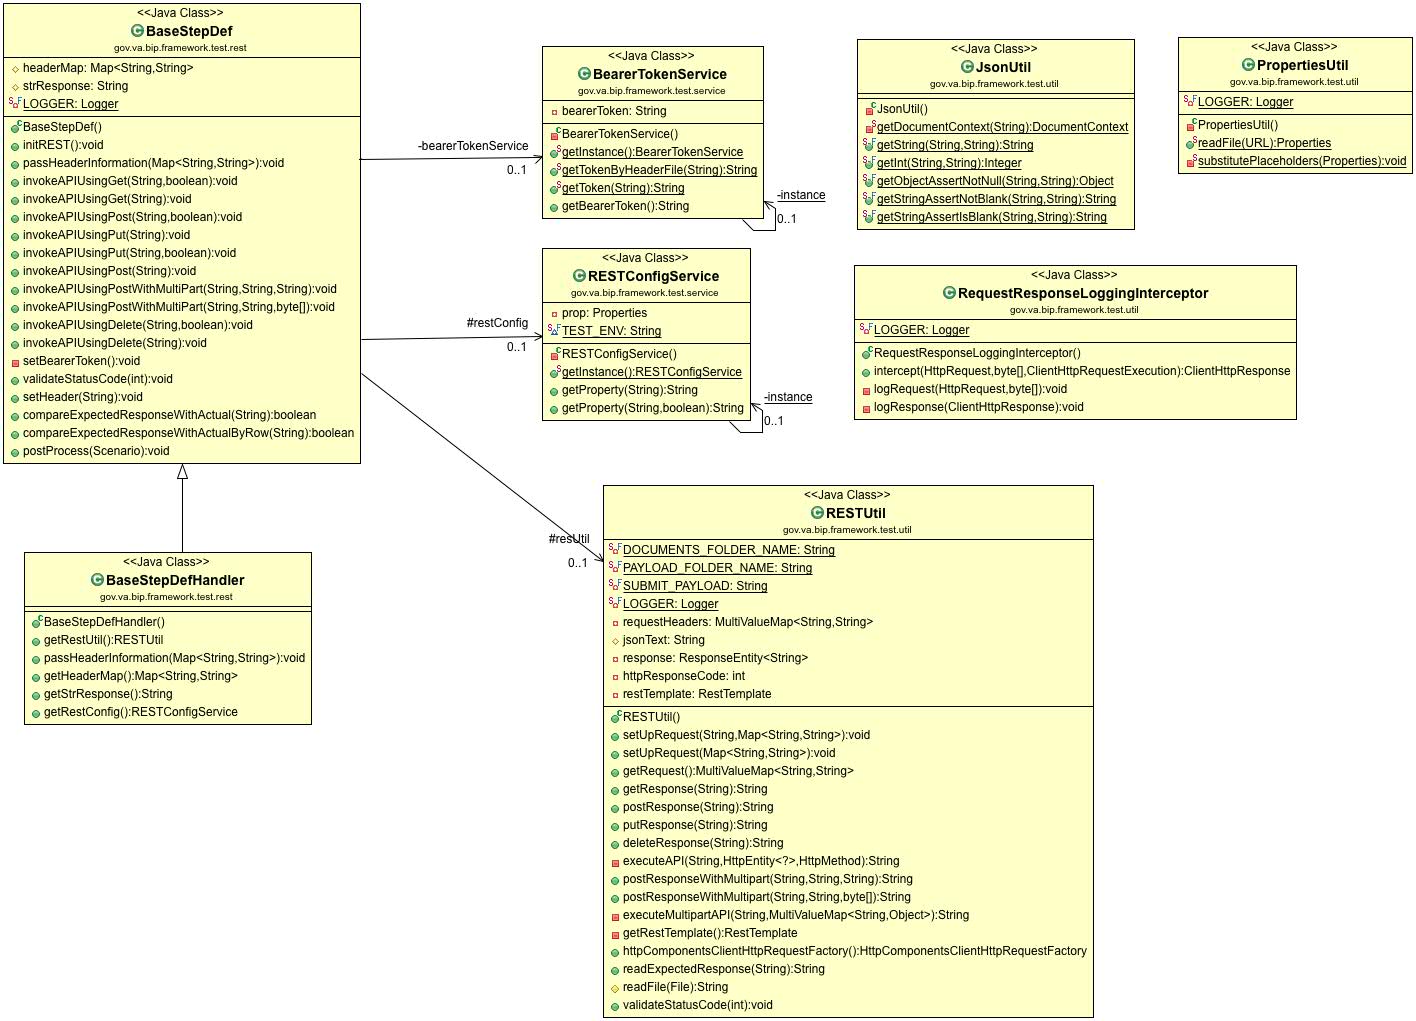 <<Java Class>>
BaseStepDef
gov.va.bip.framework.test.rest
headerMap: Map<String,String>
strResponse: String
LOGGER: Logger
BaseStepDef()
initREST():void
passHeaderInformation(Map<String,String>):void
invokeAPIUsingGet(String,boolean):void
invokeAPIUsingGet(String):void
invokeAPIUsingPost(String,boolean):void
invokeAPIUsingPut(String):void
invokeAPIUsingPut(String,boolean):void
invokeAPIUsingPost(String):void
invokeAPIUsingPostWithMultiPart(String,String,String):void
invokeAPIUsingPostWithMultiPart(String,String,byte[]):void
invokeAPIUsingDelete(String,boolean):void
invokeAPIUsingDelete(String):void
setBearerToken():void
validateStatusCode(int):void
setHeader(String):void
compareExpectedResponseWithActual(String):boolean
compareExpectedResponseWithActualByRow(String):boolean
postProcess(Scenario):void
-bearerTokenService
0..1
#restConfig
0..1
#resUtil
0..1
<<Java Class>>
BearerTokenService
gov.va.bip.framework.test.service
bearerToken: String
BearerTokenService()
getInstance():BearerTokenService
getTokenByHeaderFile(String):String
getToken(String):String
getBearerToken():String
-instance
0..1
<<Java Class>>
RESTConfigService
gov.va.bip.framework.test.service
prop: Properties
TEST_ENV: String
RESTConfigService()
getInstance():RESTConfigService
getProperty(String):String
getProperty(String,boolean):String
-instance
0..1
<<Java Class>>
JsonUtil
gov.va.bip.framework.test.util
JsonUtil()
getDocumentContext(String):DocumentContext
getString(String,String):String
getInt(String,String):Integer
getObjectAssertNotNull(String,String):Object
getStringAssertNotBlank(String,String):String
getStringAssertIsBlank(String,String):String
<<Java Class>>
PropertiesUtil
gov.va.bip.framework.test.util
LOGGER: Logger
PropertiesUtil()
readFile(URL):Properties
substitutePlaceholders(Properties):void
<<Java Class>>
RequestResponseLoggingInterceptor
gov.va.bip.framework.test.util
LOGGER: Logger
RequestResponseLoggingInterceptor()
intercept(HttpRequest,byte[],ClientHttpRequestExecution):ClientHttpResponse
logRequest(HttpRequest,byte[]):void
logResponse(ClientHttpResponse):void
<<Java Class>>
BaseStepDefHandler
gov.va.bip.framework.test.rest
BaseStepDefHandler()
getRestUtil():RESTUtil
passHeaderInformation(Map<String,String>):void
getHeaderMap():Map<String,String>
getStrResponse():String
getRestConfig():RESTConfigService
<<Java Class>>
RESTUtil
gov.va.bip.framework.test.util
DOCUMENTS_FOLDER_NAME: String
PAYLOAD_FOLDER_NAME: String
SUBMIT_PAYLOAD: String
LOGGER: Logger
requestHeaders: MultiValueMap<String,String>
jsonText: String
response: ResponseEntity<String>
httpResponseCode: int
restTemplate: RestTemplate
RESTUtil()
setUpRequest(String,Map<String,String>):void
setUpRequest(Map<String,String>):void
getRequest():MultiValueMap<String,String>
getResponse(String):String
postResponse(String):String
putResponse(String):String
deleteResponse(String):String
executeAPI(String,HttpEntity<?>,HttpMethod):String
postResponseWithMultipart(String,String,String):String
postResponseWithMultipart(String,String,byte[]):String
executeMultipartAPI(String,MultiValueMap<String,Object>):String
getRestTemplate():RestTemplate
httpComponentsClientHttpRequestFactory():HttpComponentsClientHttpRequestFactory
readExpectedResponse(String):String
readFile(File):String
validateStatusCode(int):void